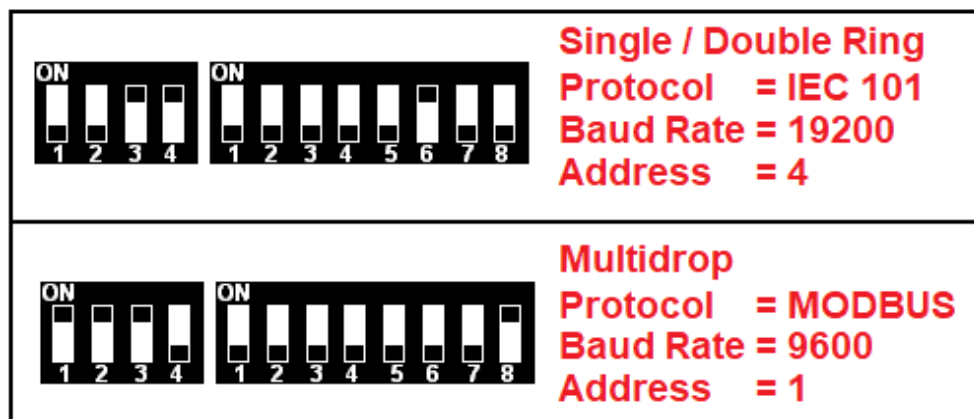 ON ON
1 2 3 4 1 2 3 4 5 6 7 8
Single / Double Ring
Protocol = IEC 101
Baud Rate = 19200
Address = 4
ON ON
1 2 3 4 1 2 3 4 5 6 7 8
Multidrop
Protocol = MODBUS
Baud Rate = 9600
Address = 1